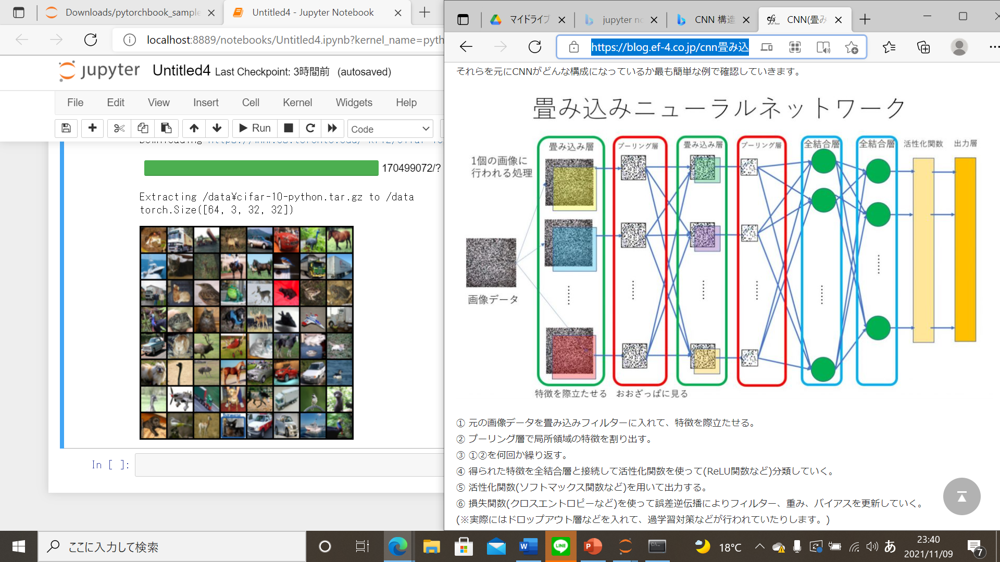 Downloads/pytorchbook_sample
Untitled4 - Jupyter Notebook
localhost:8889/notebooks/Untitled4.ipynb?kernel_name=pyth
jupyter Untitled4 Last Checkpoint: 3時間前 (autosaved)
File Edit View Insert Cell Kernel Widgets Help
Run Code
170499072/?
Extracting /data¥cifar-10-python.tar.gz to /data
torch.Size([64, 3, 32, 32])
In [ ]:
マイドライブ
jupyter no
CNN 構造
CNN(畳み
https://blog.ef-4.co.jp/cnn畳み込
それらを元にCNNがどんな構成になっているか最も簡単な例で確認していきます。
畳み込みニューラルネットワーク
1個の画像に
行われる処理
畳み込み層
プーリング層
畳み込み層
プーリング層
全結合層
全結合層
活性化関数
出力層
画像データ
特徴を際立たせる
おおざっぱに見る
① 元の画像データを畳み込みフィルターに入れて、特徴を際立たせる。
② プーリング層で局所領域の特徴を割り出す。
③ ①②を何回か繰り返す。
④ 得られた特徴を全結合層と接続して活性化関数を使って(ReLU関数など)分類していく。
⑤ 活性化関数(ソフトマックス関数など)を用いて出力する。
⑥ 損失関数(クロスエントロピーなど)を使って誤差逆伝播によりフィルター、重み、バイアスを更新していく。
(※実際にはドロップアウト層などを入れて、過学習対策などが行われていたりします。)
ここに入力して検索
LINE
18°C
あ
23:40
2021/11/09
7